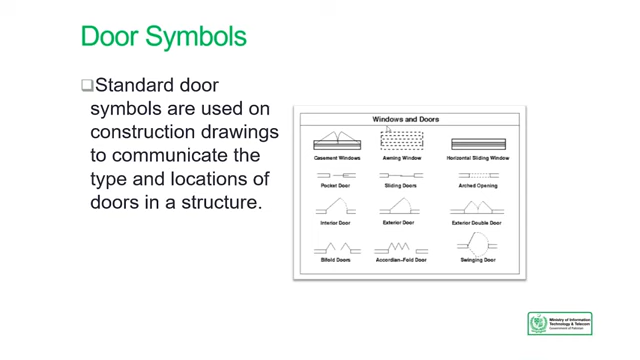 Door Symbols
Standard door
symbols are used on
construction drawings
to communicate the
type and locations of
doors in a structure.
Windows and Doors
Casement Windows
Awning Window
Horizontal Sliding Window
Pocket Door
Sliding Doors
Arched Opening
Interior Door
Exterior Door
Exterior Double Door
Bifold Doors
Accordian-Fold Door
Swinging Door
Ministry of Information
Technology & Telecom
Government of Pakistan